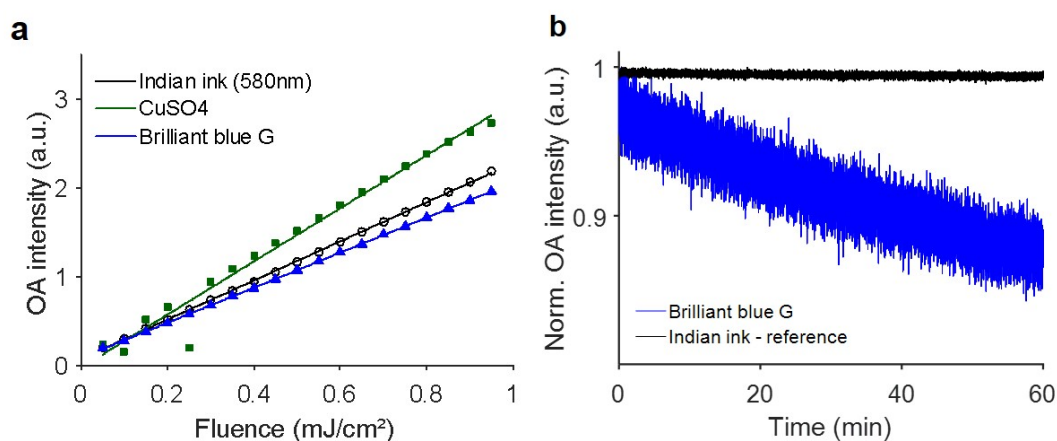 a
Indian ink (580nm)
CuSO4
Brilliant blue G
OA intensity (a.u.)
3
2
1
0
0
0.2
0.4
0.6
0.8
1
Fluence (mJ/cm²)
b
Norm. OA intensity (a.u.)
1
0.9
Brilliant blue G
Indian ink - reference
0
20
40
60
Time (min)